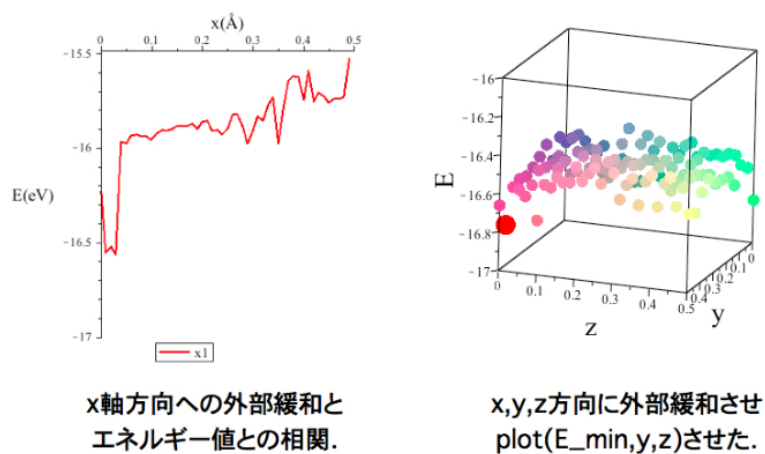 x(Å)
0 0.1 0.2 0.3 0.4 0.5
-15.5
-16
E(eV)
-16.5
-17
x1
-16
-16.2
-16.4
E
-16.6
-16.8
-17
0 0.1 0.2 0.3 0.4 0.5
z
0.4 0.3 0.2 0.1 0
y
x軸方向への外部緩和と
エネルギー値との相関.
x,y,z方向に外部緩和させ
plot(E_min,y,z)させた.